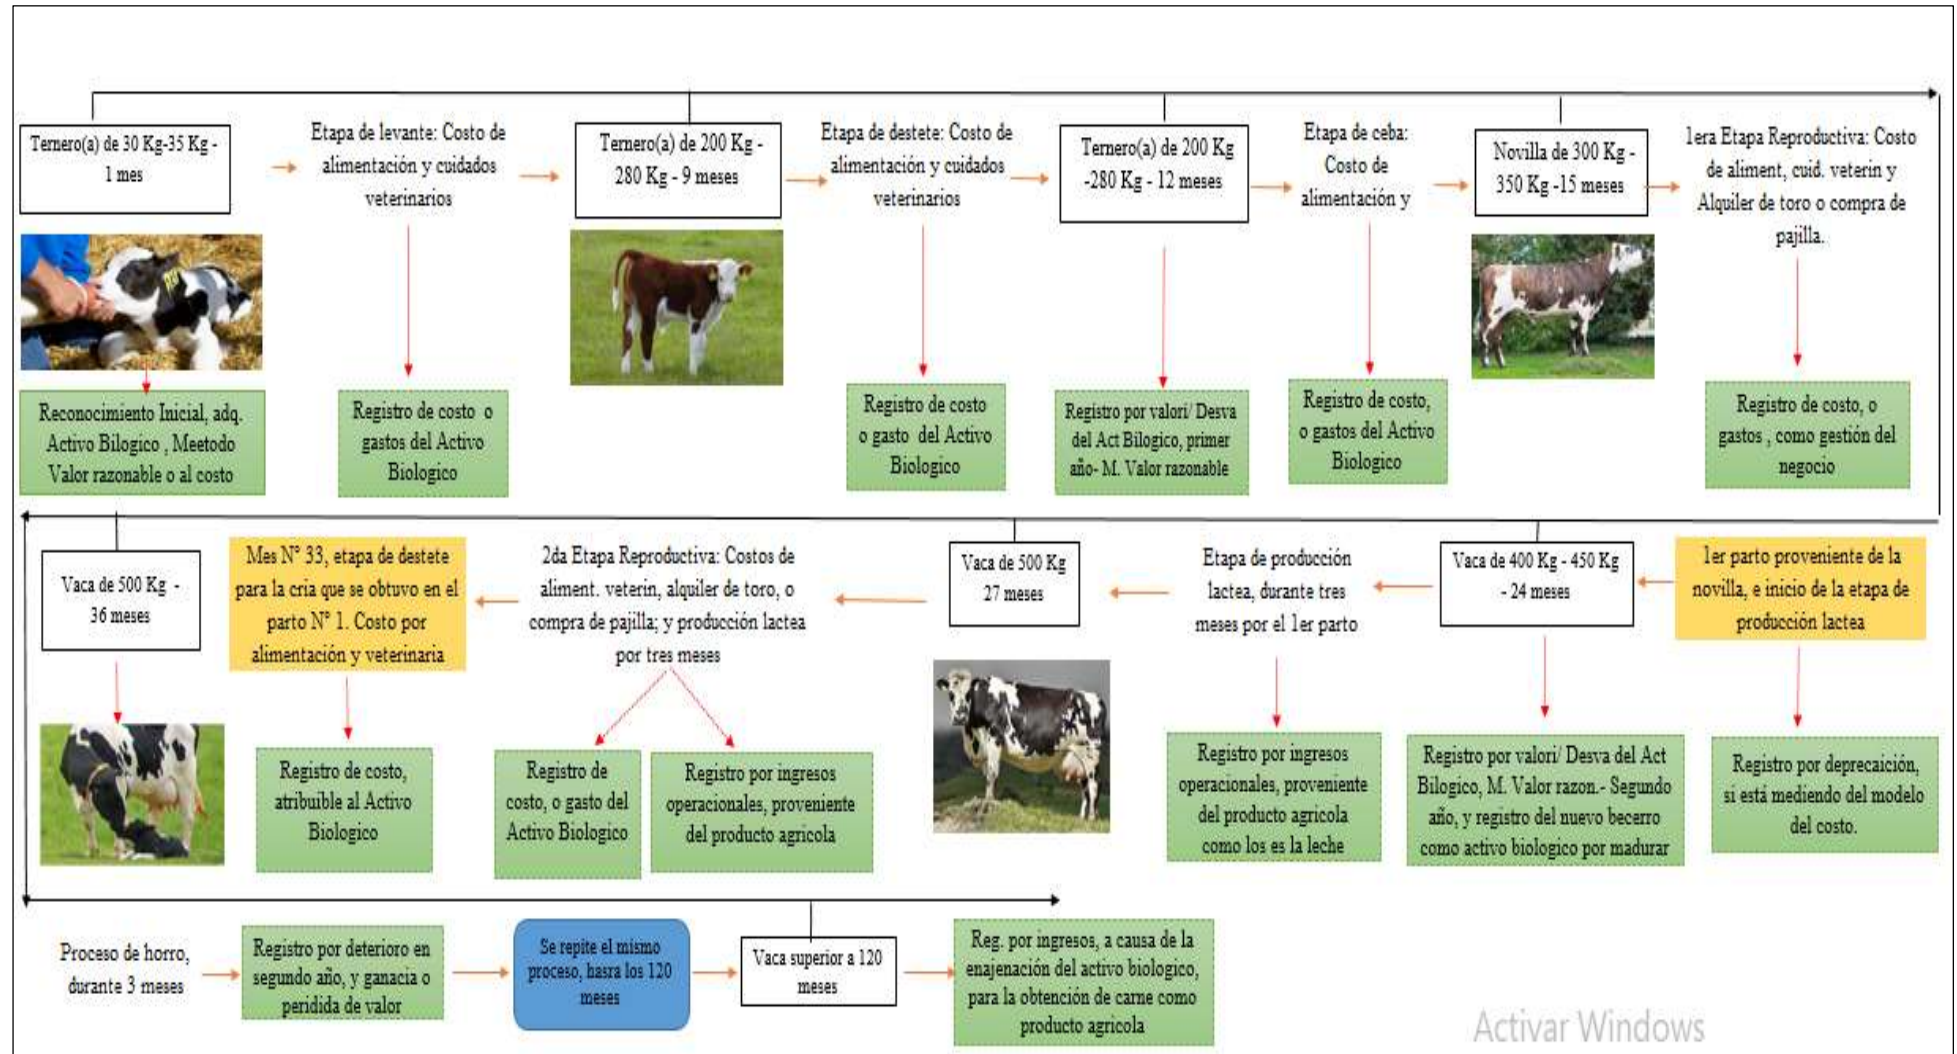 Ternero(a) de 30 Kg-35 Kg -
1 mes
Etapa de levante: Costo de
alimentación y cuidados
veterinarios
Ternero(a) de 200 Kg -
280 Kg - 9 meses
Etapa de destete: Costo de
alimentación y cuidados
veterinarios
Ternero(a) de 200 Kg
-280 Kg - 12 meses
Etapa de ceba:
Costo de
alimentación y
Novilla de 300 Kg -
350 Kg -15 meses
1era Etapa Reproductiva: Costo
de aliment, cuid. veterin y
Alquiler de toro o compra de
pajilla.
Reconocimiento Inicial, adq.
Activo Bilogico , Meetodo
Valor razonable o al costo
Registro de costo o
gastos del Activo
Biologico
Registro de costo
o gasto del Activo
Biologico
Registro por valori/ Desva
del Act Bilogico, primer
año- M. Valor razonable
Registro de costo,
o gastos del Activo
Biologico
Registro de costo, o
gastos , como gestión del
negocio
1er parto proveniente de la
novilla, e inicio de la etapa de
producción lactea
Vaca de 400 Kg - 450 Kg
- 24 meses
Etapa de producción
lactea, durante tres
meses por el 1er parto
Vaca de 500 Kg
27 meses
2da Etapa Reproductiva: Costos de
aliment. veterin, alquiler de toro, o
compra de pajilla; y producción lactea
por tres meses
Mes N° 33, etapa de destete
para la cria que se obtuvo en el
parto N° 1. Costo por
alimentación y veterinaria
Vaca de 500 Kg -
36 meses
Registro por deprecaición,
si está mediendo del modelo
del costo.
Registro por valori/ Desva del Act
Bilogico, M. Valor razon.- Segundo
año, y registro del nuevo becerro
como activo biologico por madurar
Registro por ingresos
operacionales, proveniente
del producto agricola
como los es la leche
Registro por ingresos
operacionales, proveniente
del producto agricola
Registro de
costo, o gasto del
Activo Biologico
Registro de costo,
atribuible al Activo
Biologico
Proceso de horro,
durante 3 meses
Registro por deterioro en
segundo año, y ganacia o
peridida de valor
Se repite el mismo
proceso, hasra los 120
meses
Vaca superior a 120
meses
Reg. por ingresos, a causa de la
enajenación del activo biologico,
para la obtención de carne como
producto agricola
Activar Windows